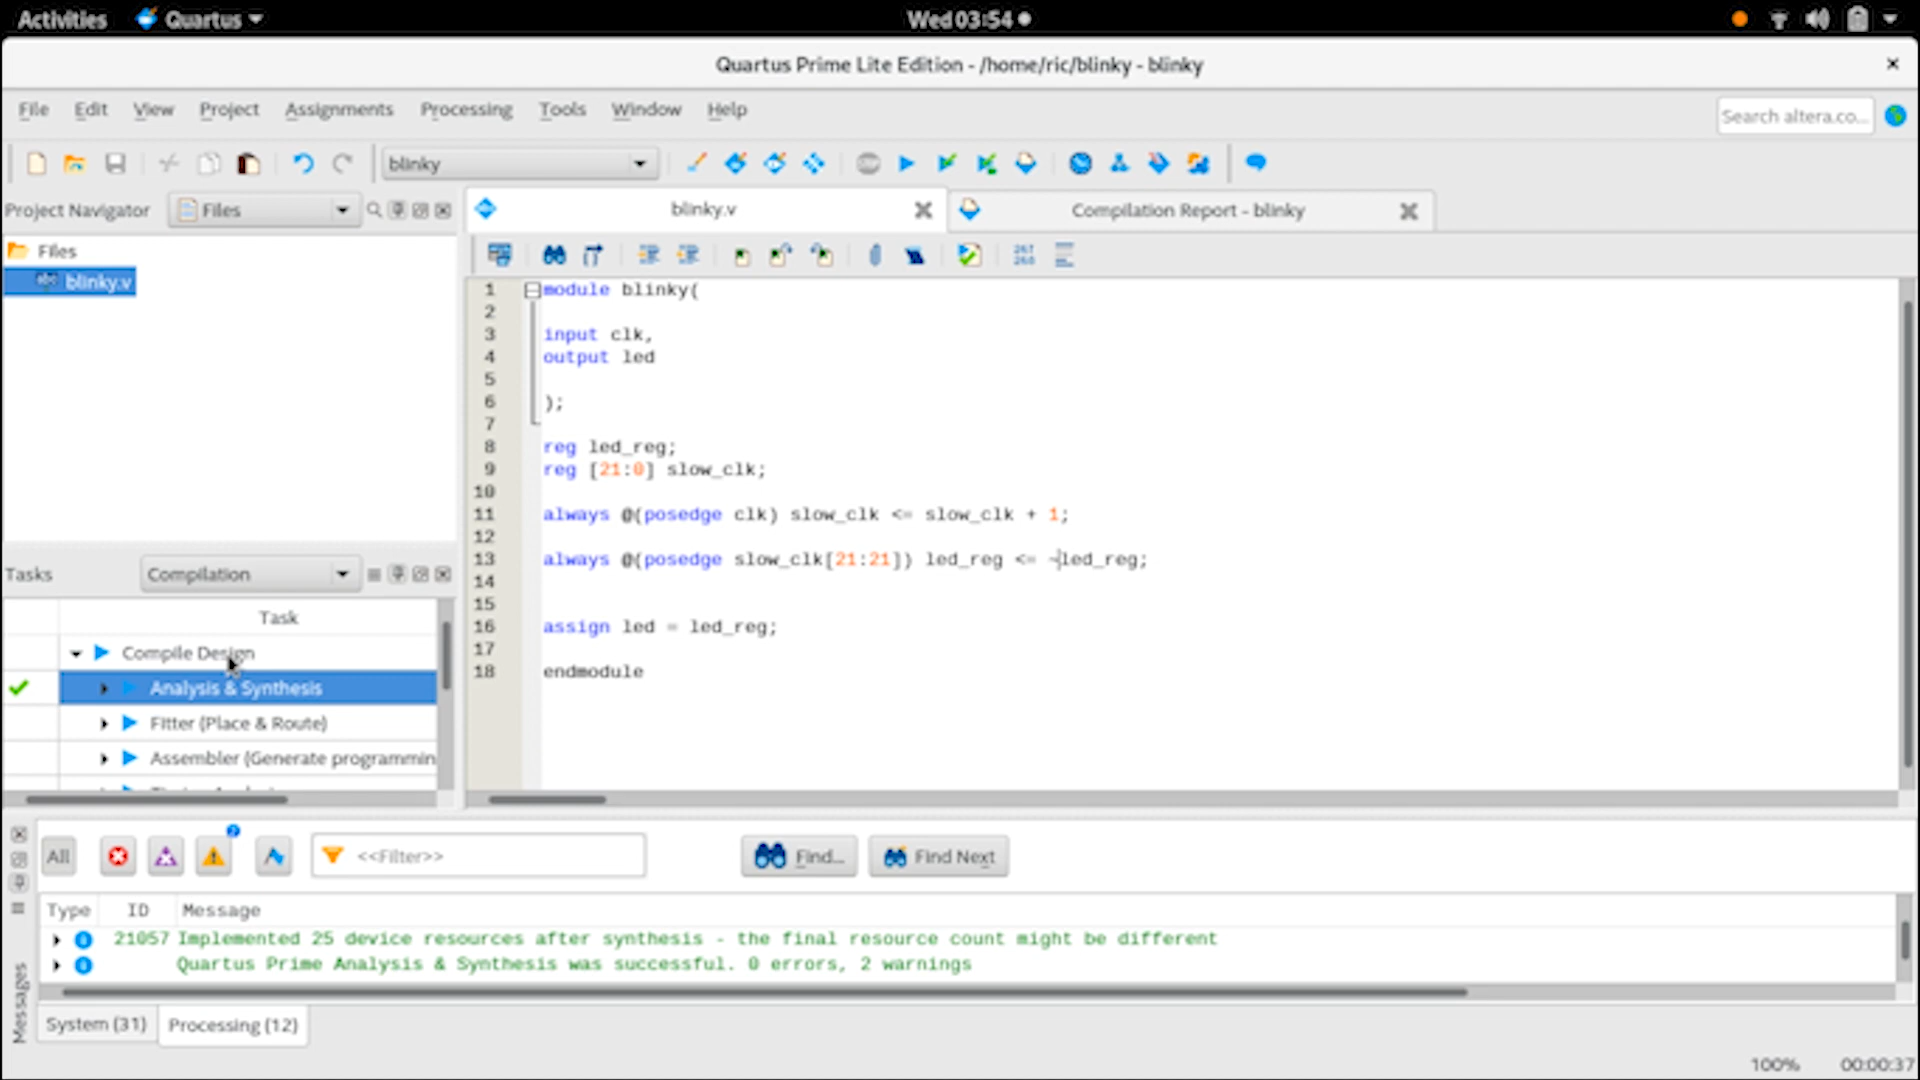 Activities Quartus Wed 03:54
Quartus Prime Lite Edition - /home/ric/blinky - blinky
File Edit View Project Assignments Processing Tools Window Help Search altera.co...
blinky
Project Navigator Files blinky.v Compilation Report - blinky
Files
blinky.v
1 module blinky(
2
3 input clk,
4 output led
5
6 );
7
8 reg led_reg;
9 reg [21:0] slow_clk;
10
11 always @(posedge clk) slow_clk <= slow_clk + 1;
12
13 always @(posedge slow_clk[21:21]) led_reg <= ~led_reg;
14
15
16 assign led = led_reg;
17
18 endmodule
Tasks Compilation
Task
Compile Design
Analysis & Synthesis
Fitter (Place & Route)
Assembler (Generate programmin
All <<Filter>> Find... Find Next
Type ID Message
21057 Implemented 25 device resources after synthesis - the final resource count might be different
Quartus Prime Analysis & Synthesis was successful. 0 errors, 2 warnings
Messages
System (31) Processing (12)
100% 00:00:37